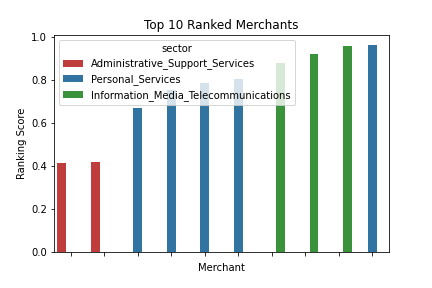 Top 10 Ranked Merchants
1.0
0.8
0.6
0.4
0.2
0.0
Ranking Score
sector
Administrative_Support_Services
Personal_Services
Information_Media_Telecommunications
Merchant